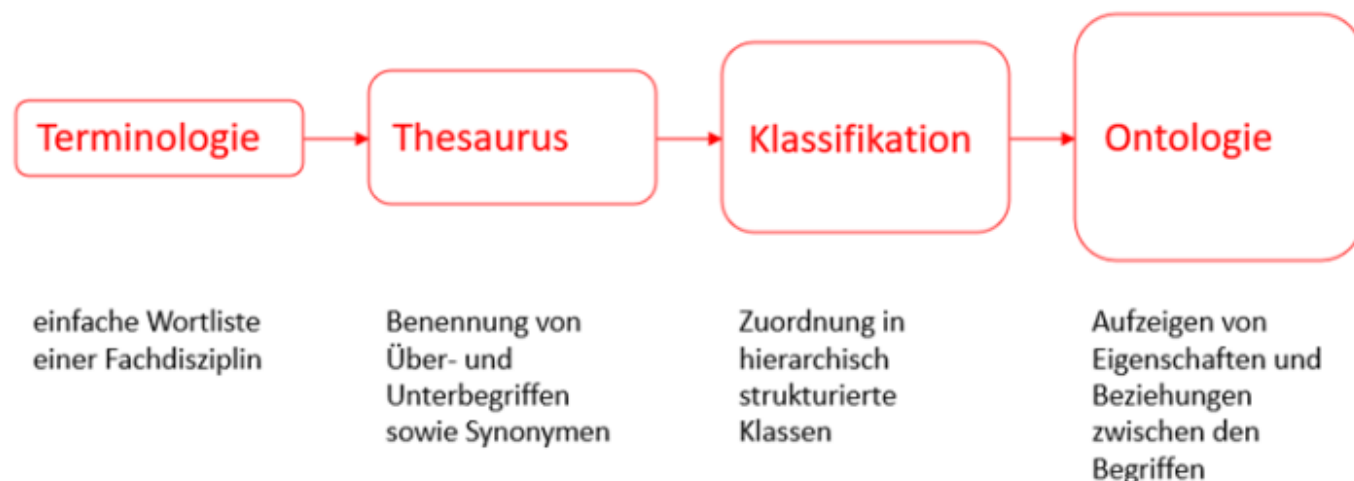 Terminologie
Thesaurus
Klassifikation
Ontologie
einfache Wortliste
einer Fachdisziplin
Benennung von
Über- und
Unterbegriffen
sowie Synonymen
Zuordnung in
hierarchisch
strukturierte
Klassen
Aufzeigen von
Eigenschaften und
Beziehungen
zwischen den
Begriffen